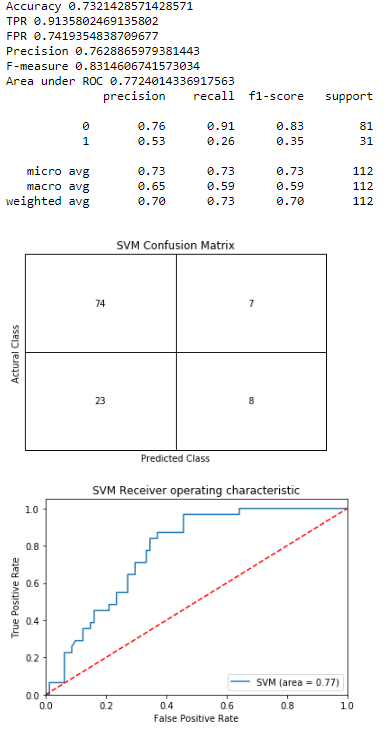 Accuracy 0.7321428571428571
TPR 0.9135802469135802
FPR 0.7419354838709677
Precision 0.7628865979381443
F-measure 0.8314606741573034
Area under ROC 0.7724014336917563
precision recall f1-score support
0 0.76 0.91 0.83 81
1 0.53 0.26 0.35 31
micro avg 0.73 0.73 0.73 112
macro avg 0.65 0.59 0.59 112
weighted avg 0.70 0.73 0.70 112
SVM Confusion Matrix
74 7
Actural Class
23 8
Predicted Class
SVM Receiver operating characteristic
1.0
0.8
0.6
0.4
0.2
0.0
True Positive Rate
SVM (area = 0.77)
0.0 0.2 0.4 0.6 0.8 1.0
False Positive Rate